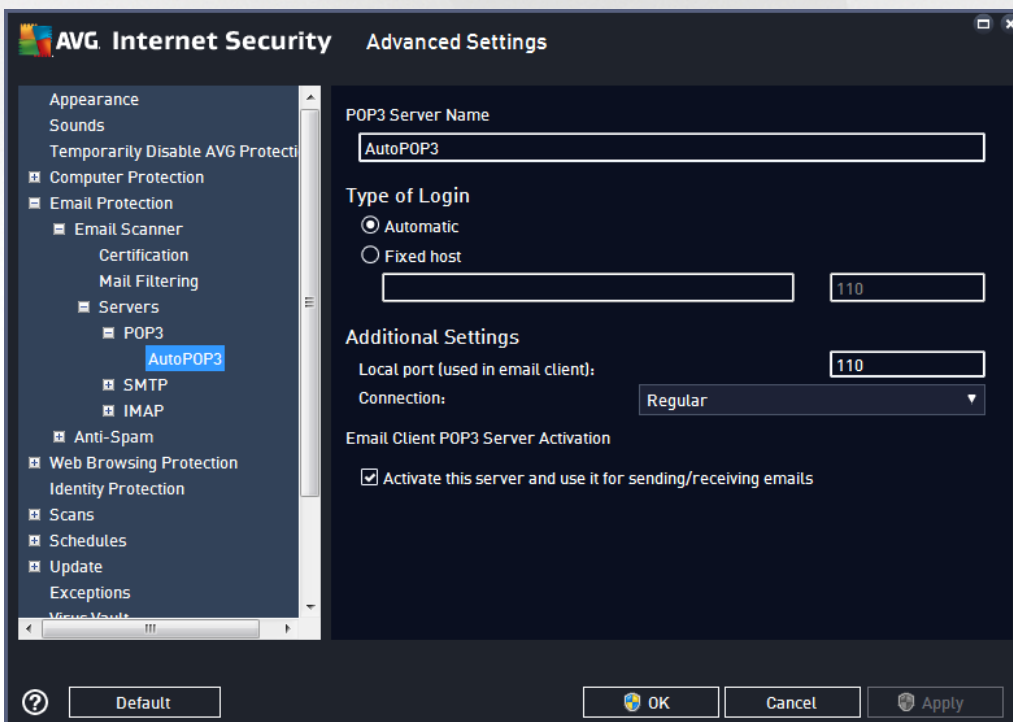 AVG. Internet Security Advanced Settings
Appearance
Sounds
Temporarily Disable AVG Protecti
Computer Protection
Email Protection
Email Scanner
Certification
Mail Filtering
Servers
POP3
AutoPOP3
SMTP
IMAP
Anti-Spam
Web Browsing Protection
Identity Protection
Scans
Schedules
Update
Exceptions
Virus Vault
POP3 Server Name
AutoPOP3
Type of Login
Automatic
Fixed host
110
Additional Settings
Local port (used in email client): 110
Connection: Regular
Email Client POP3 Server Activation
Activate this server and use it for sending/receiving emails
? Default OK Cancel Apply